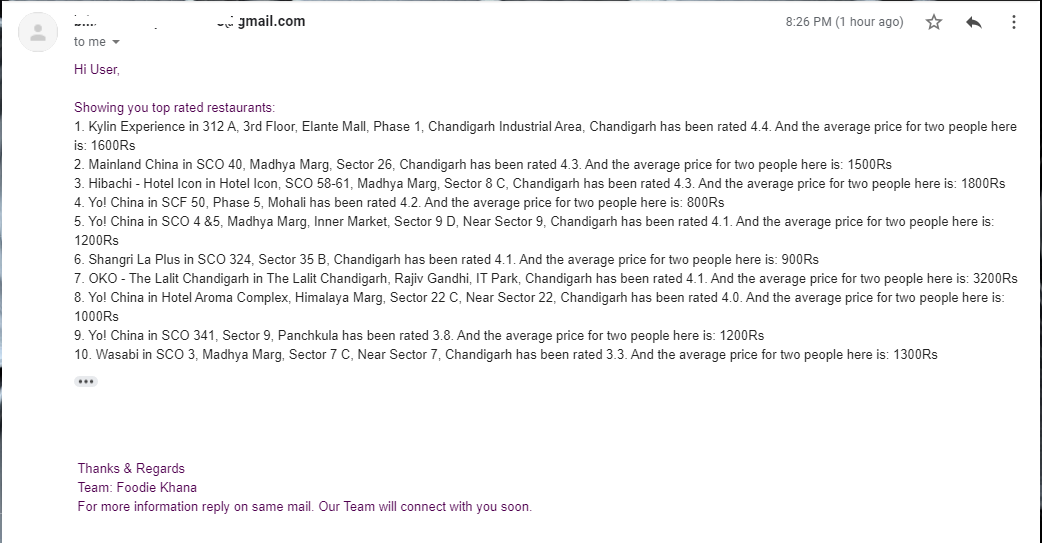 gmail.com
8:26 PM (1 hour ago)
to me
Hi User,
Showing you top rated restaurants:
1. Kylin Experience in 312 A, 3rd Floor, Elante Mall, Phase 1, Chandigarh Industrial Area, Chandigarh has been rated 4.4. And the average price for two people here
is: 1600Rs
2. Mainland China in SCO 40, Madhya Marg, Sector 26, Chandigarh has been rated 4.3. And the average price for two people here is: 1500Rs
3. Hibachi - Hotel Icon in Hotel Icon, SCO 58-61, Madhya Marg, Sector 8 C, Chandigarh has been rated 4.3. And the average price for two people here is: 1800Rs
4. Yo! China in SCF 50, Phase 5, Mohali has been rated 4.2. And the average price for two people here is: 800Rs
5. Yo! China in SCO 4 &5, Madhya Marg, Inner Market, Sector 9 D, Near Sector 9, Chandigarh has been rated 4.1. And the average price for two people here is:
1200Rs
6. Shangri La Plus in SCO 324, Sector 35 B, Chandigarh has been rated 4.1. And the average price for two people here is: 900Rs
7. OKO - The Lalit Chandigarh in The Lalit Chandigarh, Rajiv Gandhi, IT Park, Chandigarh has been rated 4.1. And the average price for two people here is: 3200Rs
8. Yo! China in Hotel Aroma Complex, Himalaya Marg, Sector 22 C, Near Sector 22, Chandigarh has been rated 4.0. And the average price for two people here is:
1000Rs
9. Yo! China in SCO 341, Sector 9, Panchkula has been rated 3.8. And the average price for two people here is: 1200Rs
10. Wasabi in SCO 3, Madhya Marg, Sector 7 C, Near Sector 7, Chandigarh has been rated 3.3. And the average price for two people here is: 1300Rs
Thanks & Regards
Team: Foodie Khana
For more information reply on same mail. Our Team will connect with you soon.